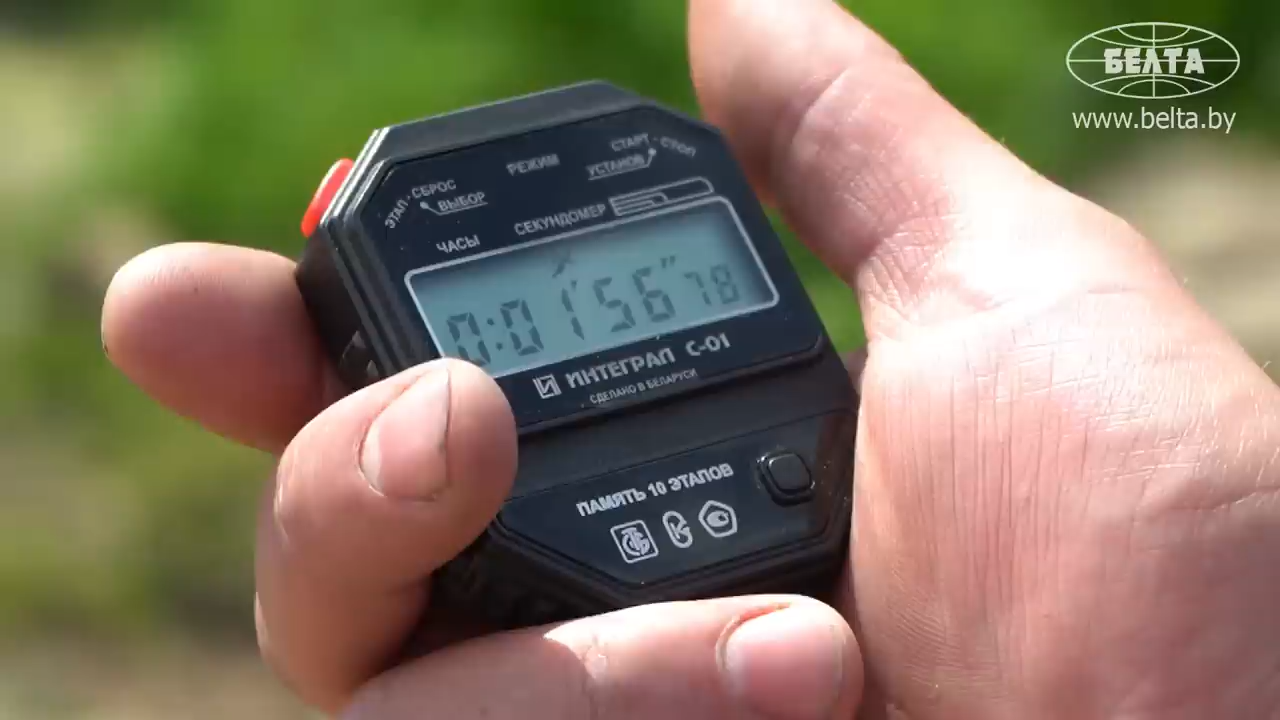 БЕЛТА
www.belta.by
СТАРТ · СТОП
УСТАНОВ
РЕЖИМ
ЭТАП · СБРОС
ВЫБОР
СЕКУНДОМЕР
ЧАСЫ
0:01'56"78
ИНТЕГРАЛ С-01
СДЕЛАНО В БЕЛАРУСИ
ПАМЯТЬ 10 ЭТАПОВ